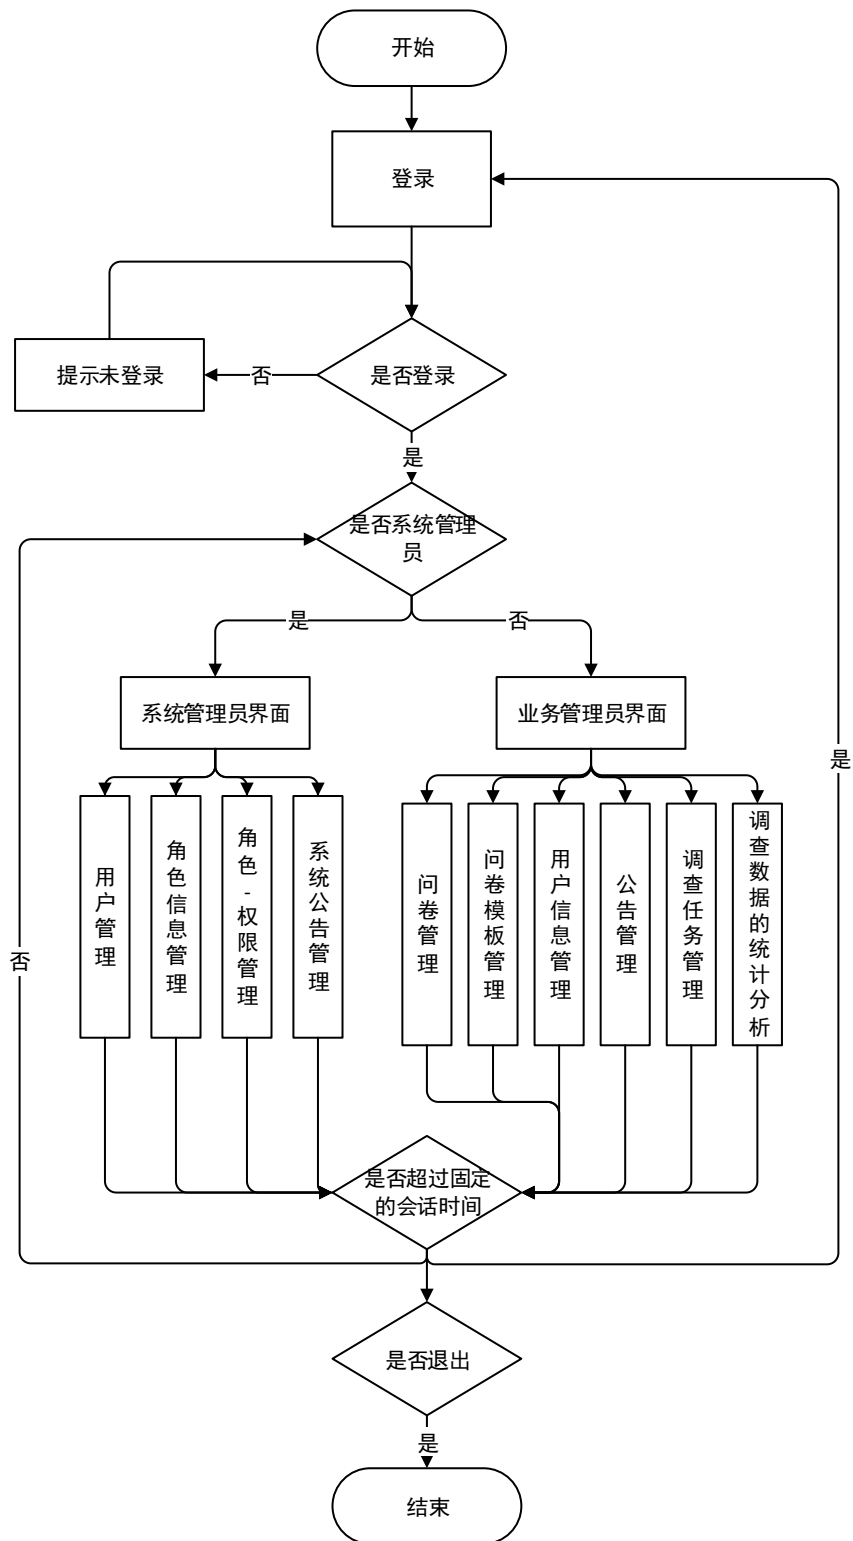 开始
登录
提示未登录
否
是否登录
是
是否系统管理
员
是
否
系统管理员界面
业务管理员界面
是
用户管理
角色信息管理
角色-权限管理
系统公告管理
问卷管理
问卷模板管理
用户信息管理
公告管理
调查任务管理
调查数据的统计分析
否
是否超过固定
的会话时间
是否退出
是
结束